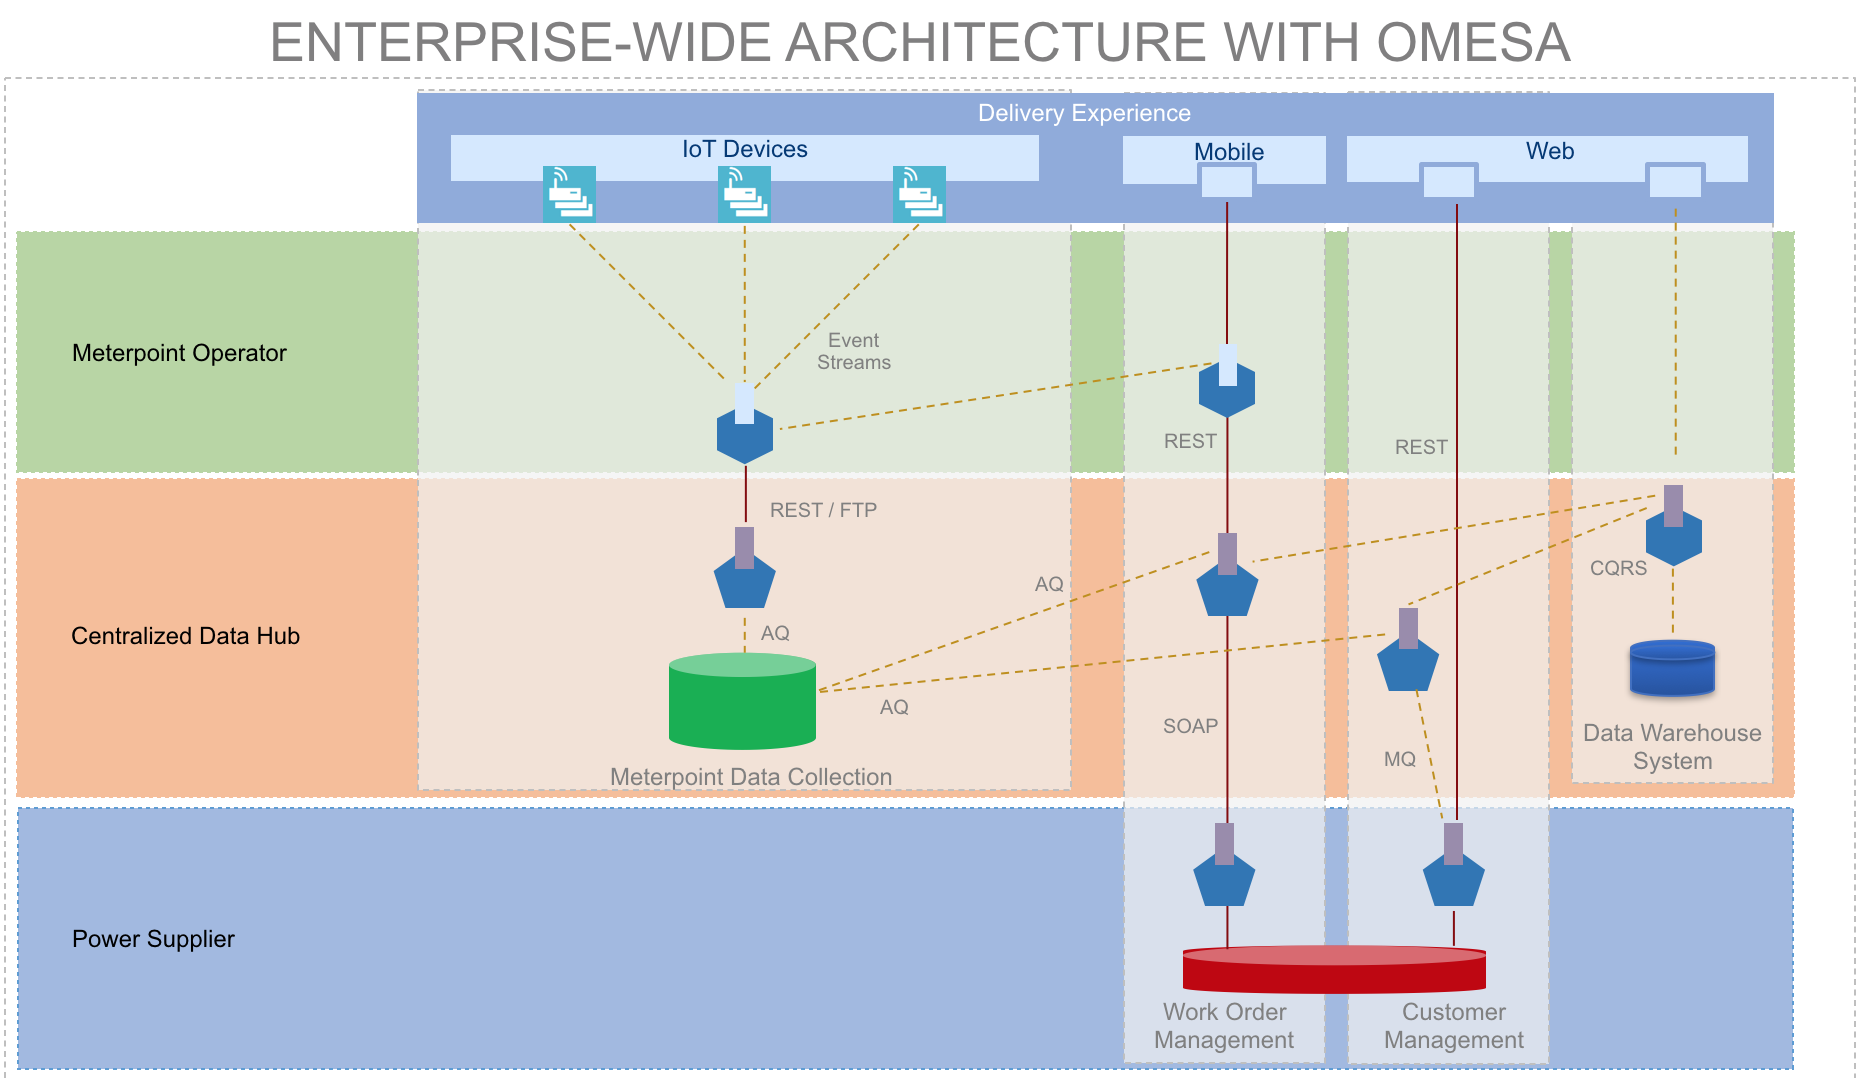 ENTERPRISE-WIDE ARCHITECTURE WITH OMESA
Delivery Experience
IoT Devices
Mobile
Web
Meterpoint Operator
Event
Streams
REST
REST
REST / FTP
Centralized Data Hub
AQ
CQRS
AQ
AQ
SOAP
Data Warehouse
System
MQ
Meterpoint Data Collection
Power Supplier
Work Order
Management
Customer
Management